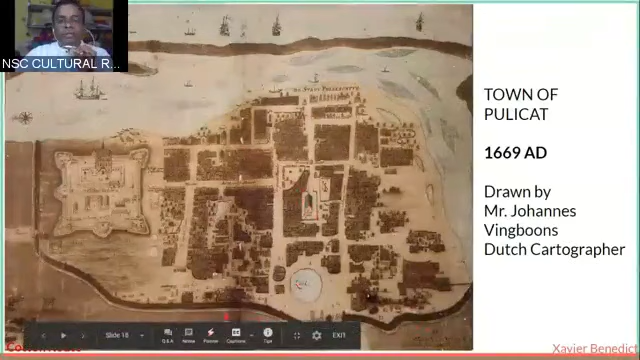 NSC CULTURAL R...
TOWN OF
PULICAT
1669 AD
Drawn by
Mr. Johannes
Vingboons
Dutch Cartographer
Slide 18
Q & A
Notes
Pointer
Captions
Tips
EXIT
Xavier Benedict